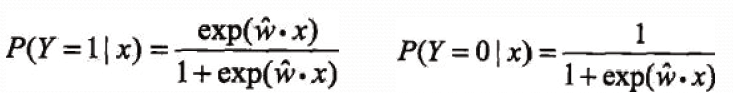 P(Y=1|x) = exp(ŵ•x) / 1+exp(ŵ•x)    P(Y=0|x) = 1 / 1+exp(ŵ•x)